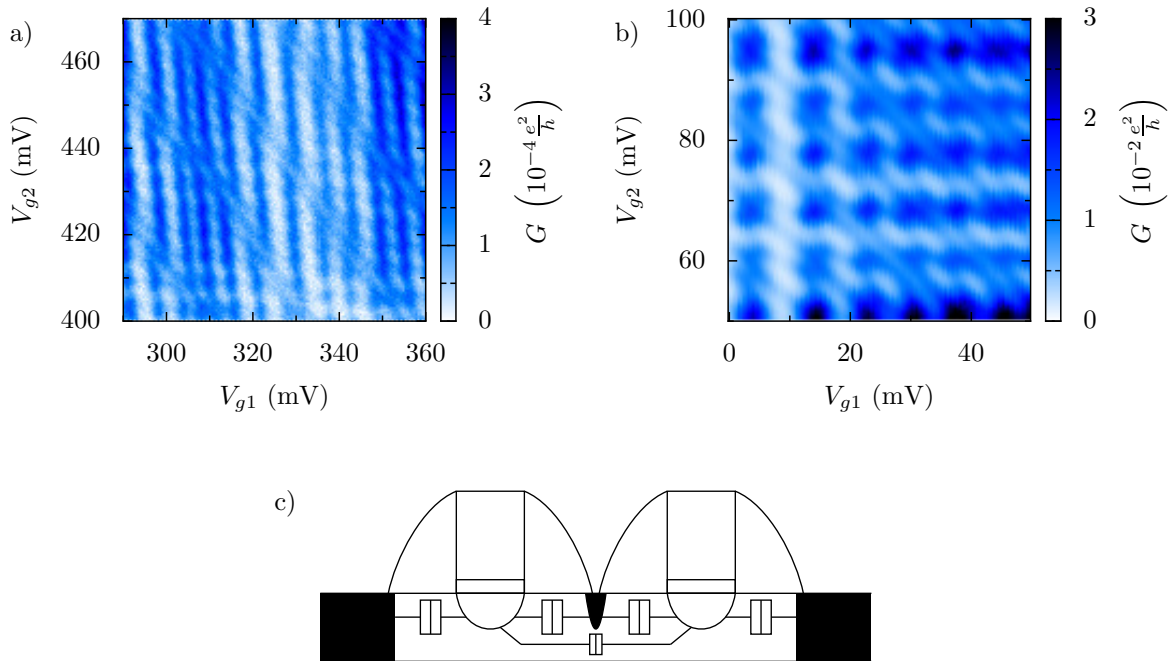 a)
460
440
420
400
V_{g2} (mV)
300
320
340
360
V_{g1} (mV)
4
3
2
1
0
G (10^{-4} e^2/h)
b)
100
80
60
V_{g2} (mV)
0
20
40
V_{g1} (mV)
3
2
1
0
G (10^{-2} e^2/h)
c)